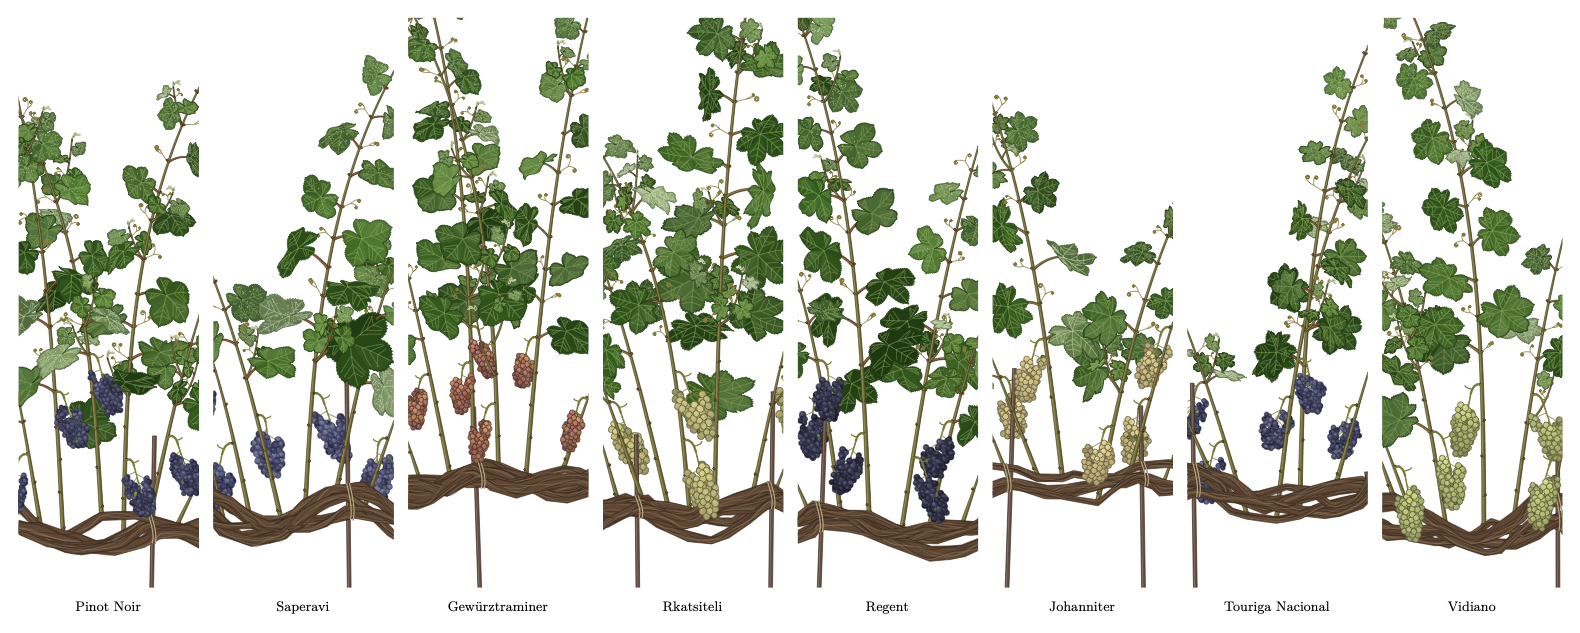 Pinot Noir
Saperavi
Gewürztraminer
Rkatsiteli
Regent
Johanniter
Touriga Nacional
Vidiano